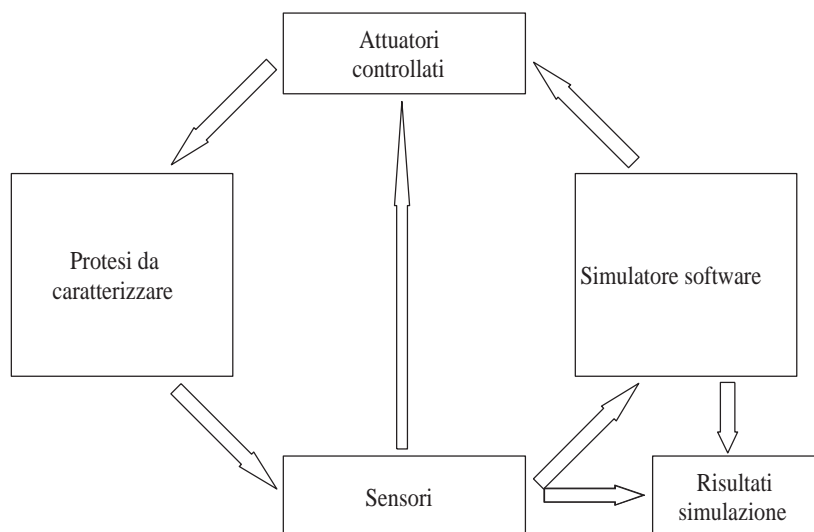 Attuatori
controllati
Protesi da
caratterizzare
Simulatore software
Sensori
Risultati
simulazione